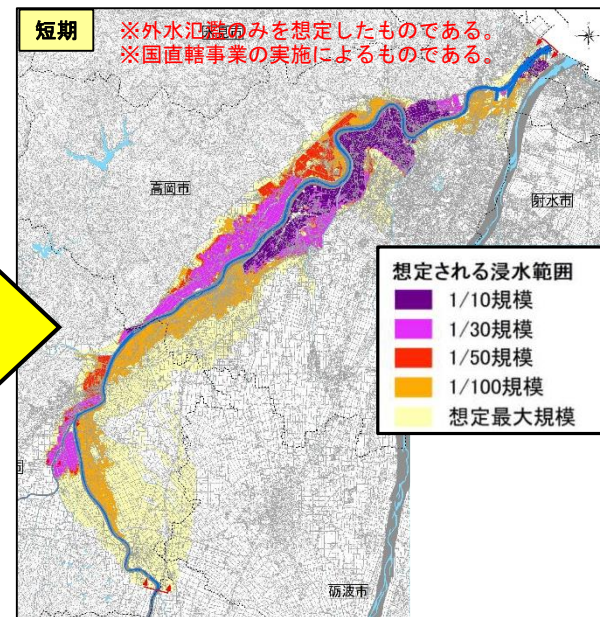 短期
※外水氾濫のみを想定したものである。
※国直轄事業の実施によるものである。
氷見市
高岡市
射水市
想定される浸水範囲
1/10規模
1/30規模
1/50規模
1/100規模
想定最大規模
砺波市